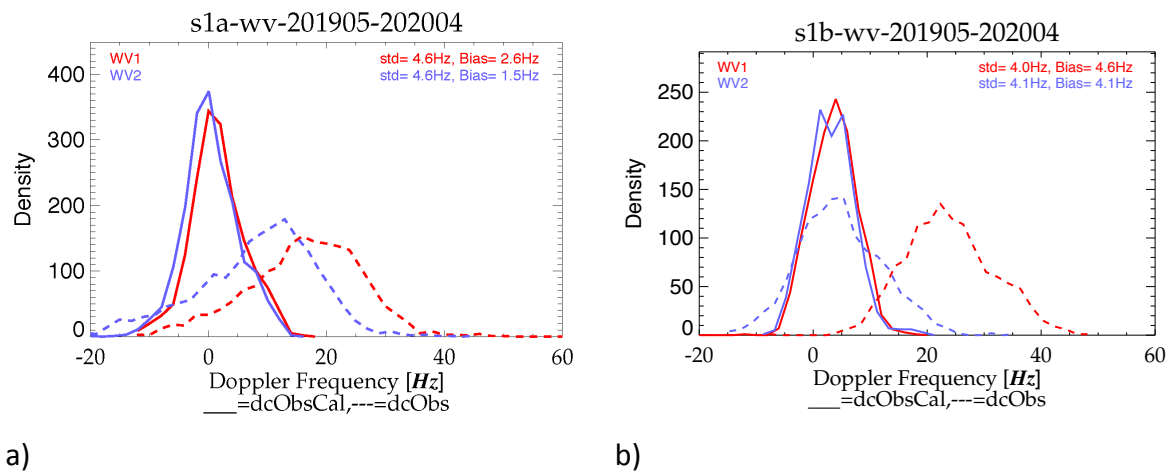 s1a-wv-201905-202004
WV1 std= 4.6Hz, Bias= 2.6Hz
WV2 std= 4.6Hz, Bias= 1.5Hz
400
300
200
100
0
Density
-20 0 20 40 60
Doppler Frequency [Hz]
___=dcObsCal,---=dcObs
a)
s1b-wv-201905-202004
WV1 std= 4.0Hz, Bias= 4.6Hz
WV2 std= 4.1Hz, Bias= 4.1Hz
250
200
150
100
50
0
Density
-20 0 20 40 60
Doppler Frequency [Hz]
___=dcObsCal,---=dcObs
b)